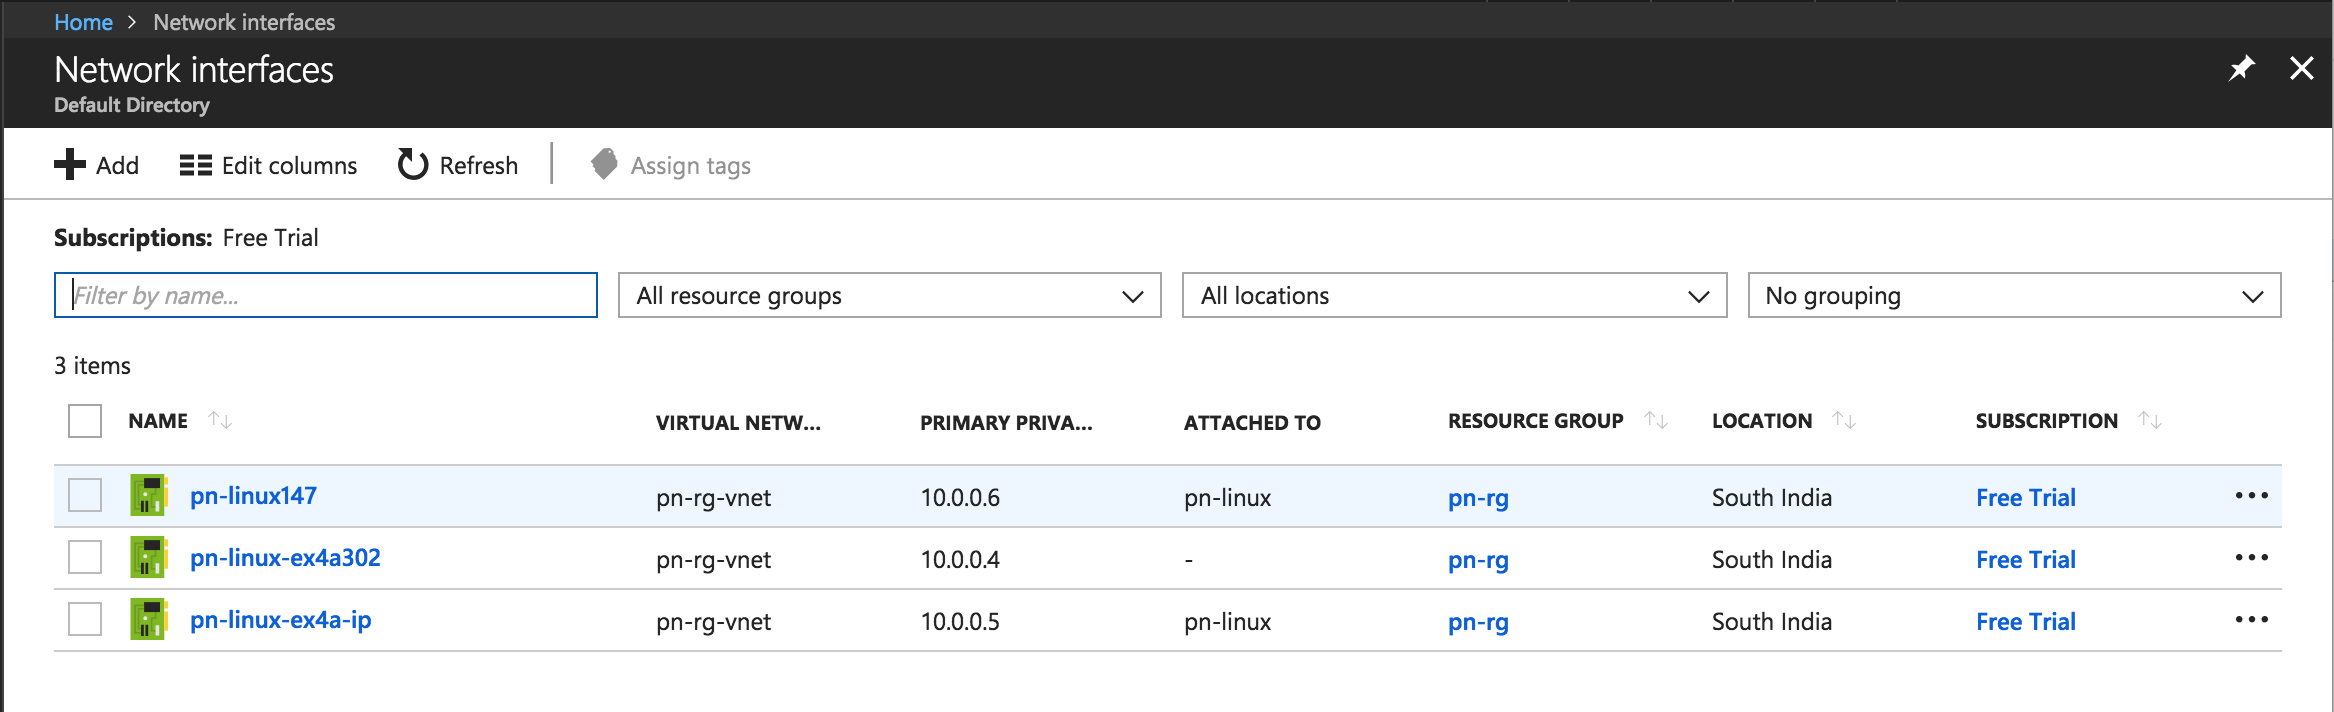 Home > Network interfaces
Network interfaces
Default Directory
Add Edit columns Refresh Assign tags
Subscriptions: Free Trial
Filter by name... All resource groups All locations No grouping
3 items
NAME VIRTUAL NETW... PRIMARY PRIVA... ATTACHED TO RESOURCE GROUP LOCATION SUBSCRIPTION
pn-linux147 pn-rg-vnet 10.0.0.6 pn-linux pn-rg South India Free Trial
pn-linux-ex4a302 pn-rg-vnet 10.0.0.4 - pn-rg South India Free Trial
pn-linux-ex4a-ip pn-rg-vnet 10.0.0.5 pn-linux pn-rg South India Free Trial